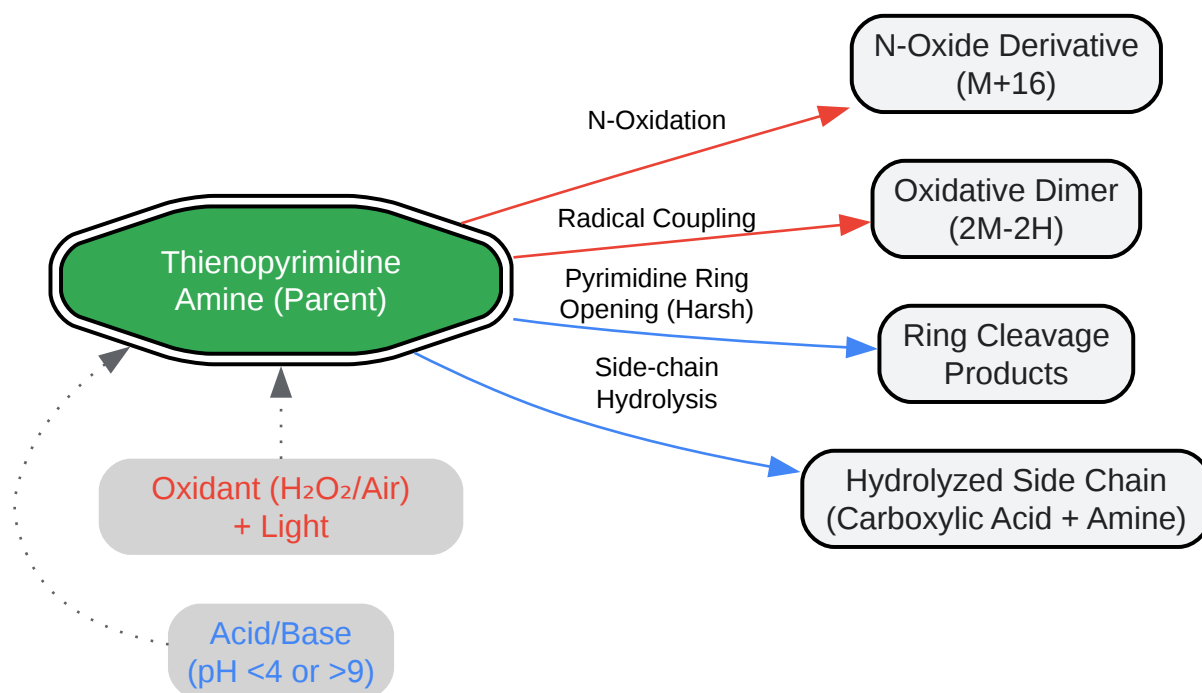 N-Oxide Derivative
(M+16)
N-Oxidation
Oxidative Dimer
(2M-2H)
Radical Coupling
Thienopyrimidine
Amine (Parent)
Pyrimidine Ring
Opening (Harsh)
Ring Cleavage
Products
Side-chain
Hydrolysis
Hydrolyzed Side Chain
(Carboxylic Acid + Amine)
Oxidant (H₂O₂/Air)
+ Light
Acid/Base
(pH <4 or >9)